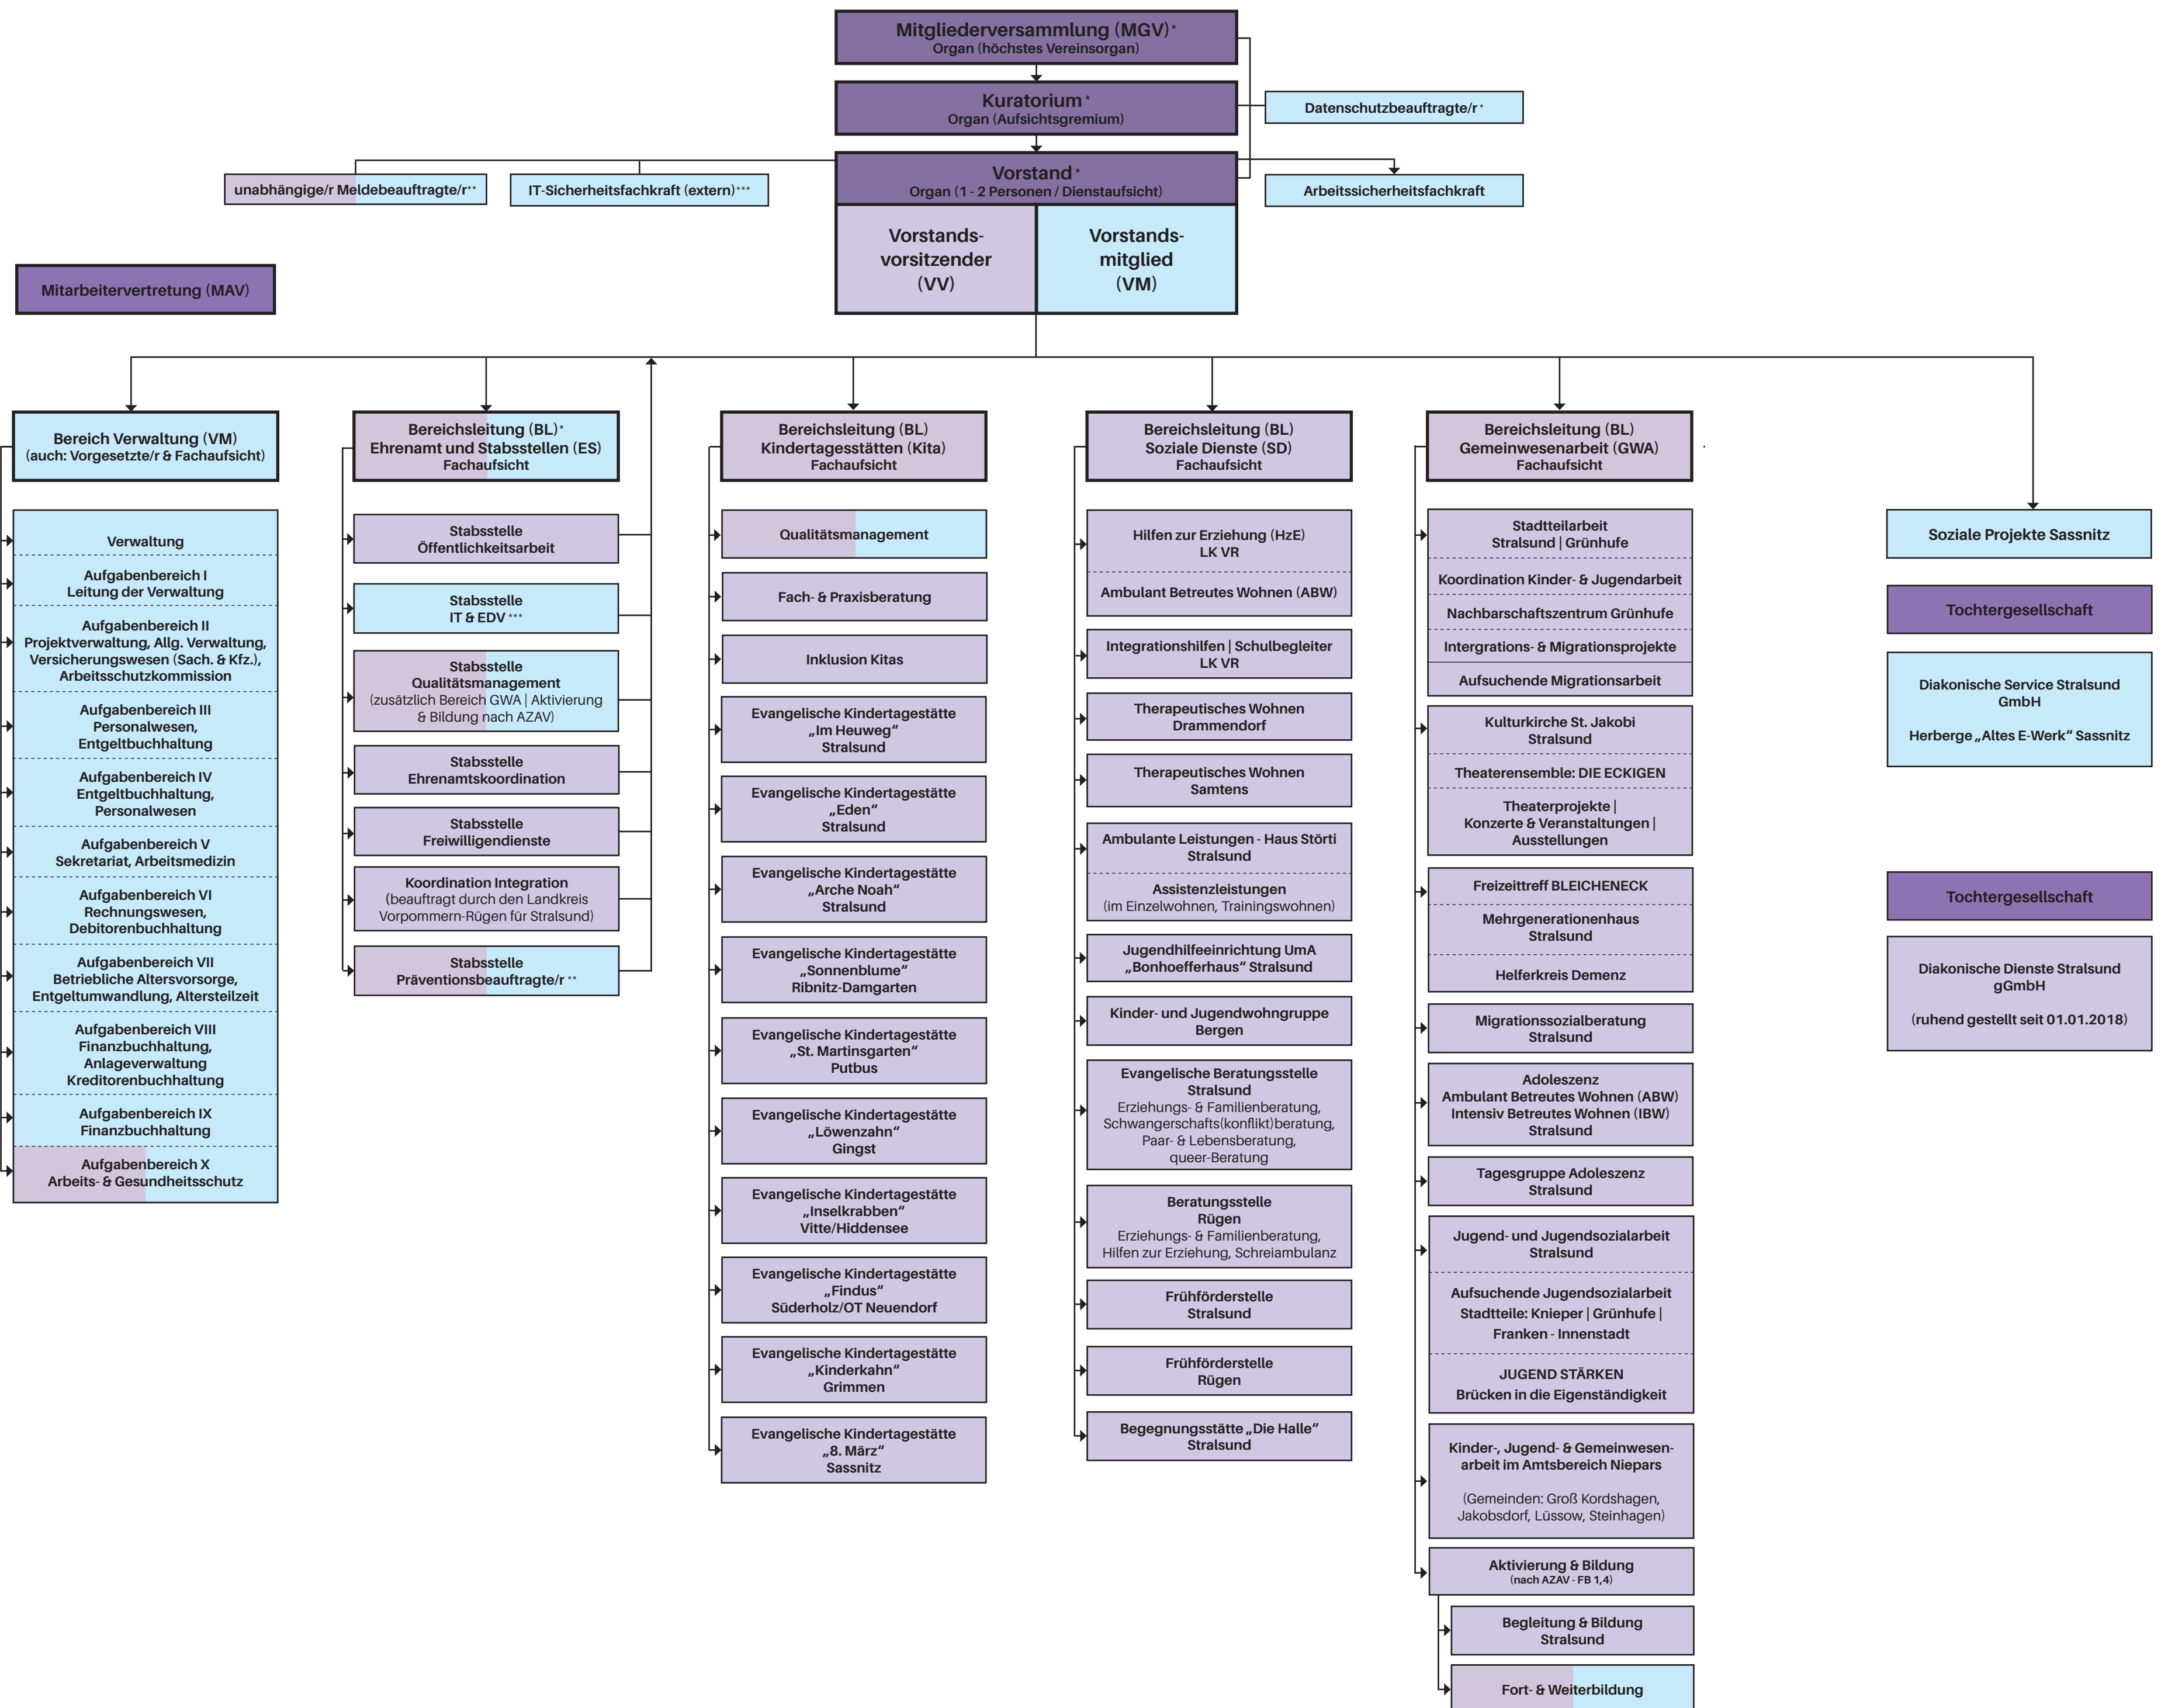 Mitgliederversammlung (MGV)*
Organ (höchstes Vereinsorgan)
Kuratorium *
Organ (Aufsichtsgremium)
Datenschutzbeauftragte/r *
Vorstand *
Organ (1 - 2 Personen / Dienstaufsicht)
unabhängige/r Meldebeauftragte/r**
IT-Sicherheitsfachkraft (extern)***
Arbeitssicherheitsfachkraft
Vorstands-
vorsitzender
(VV)
Vorstands-
mitglied
(VM)
Mitarbeitervertretung (MAV)
Bereich Verwaltung (VM)
(auch: Vorgesetzte/r & Fachaufsicht)
Verwaltung
Aufgabenbereich I
Leitung der Verwaltung
Aufgabenbereich II
Projektverwaltung, Allg. Verwaltung,
Versicherungswesen (Sach. & Kfz.),
Arbeitsschutzkommission
Aufgabenbereich III
Personalwesen,
Entgeltbuchhaltung
Aufgabenbereich IV
Entgeltbuchhaltung,
Personalwesen
Aufgabenbereich V
Sekretariat, Arbeitsmedizin
Aufgabenbereich VI
Rechnungswesen,
Debitorenbuchhaltung
Aufgabenbereich VII
Betriebliche Altersvorsorge,
Entgeltumwandlung, Altersteilzeit
Aufgabenbereich VIII
Finanzbuchhaltung,
Anlageverwaltung
Kreditorenbuchhaltung
Aufgabenbereich IX
Finanzbuchhaltung
Aufgabenbereich X
Arbeits- & Gesundheitsschutz
Bereichsleitung (BL)*
Ehrenamt und Stabsstellen (ES)
Fachaufsicht
Stabsstelle
Öffentlichkeitsarbeit
Stabsstelle
IT & EDV ***
Stabsstelle
Qualitätsmanagement
(zusätzlich Bereich GWA | Aktivierung
& Bildung nach AZAV)
Stabsstelle
Ehrenamtskoordination
Stabsstelle
Freiwilligendienste
Koordination Integration
(beauftragt durch den Landkreis
Vorpommern-Rügen für Stralsund)
Stabsstelle
Präventionsbeauftragte/r **
Bereichsleitung (BL)
Kindertagesstätten (Kita)
Fachaufsicht
Qualitätsmanagement
Fach- & Praxisberatung
Inklusion Kitas
Evangelische Kindertagestätte
„Im Heuweg“
Stralsund
Evangelische Kindertagestätte
„Eden“
Stralsund
Evangelische Kindertagestätte
„Arche Noah“
Stralsund
Evangelische Kindertagestätte
„Sonnenblume“
Ribnitz-Damgarten
Evangelische Kindertagestätte
„St. Martinsgarten“
Putbus
Evangelische Kindertagestätte
„Löwenzahn“
Gingst
Evangelische Kindertagestätte
„Inselkrabben“
Vitte/Hiddensee
Evangelische Kindertagestätte
„Findus“
Süderholz/OT Neuendorf
Evangelische Kindertagestätte
„Kinderkahn“
Grimmen
Evangelische Kindertagestätte
„8. März“
Sassnitz
Bereichsleitung (BL)
Soziale Dienste (SD)
Fachaufsicht
Hilfen zur Erziehung (HzE)
LK VR
Ambulant Betreutes Wohnen (ABW)
Integrationshilfen | Schulbegleiter
LK VR
Therapeutisches Wohnen
Drammendorf
Therapeutisches Wohnen
Samtens
Ambulante Leistungen - Haus Störti
Stralsund
Assistenzleistungen
(im Einzelwohnen, Trainingswohnen)
Jugendhilfeeinrichtung UmA
„Bonhoefferhaus“ Stralsund
Kinder- und Jugendwohngruppe
Bergen
Evangelische Beratungsstelle
Stralsund
Erziehungs- & Familienberatung,
Schwangerschafts(konflikt)beratung,
Paar- & Lebensberatung,
queer-Beratung
Beratungsstelle
Rügen
Erziehungs- & Familienberatung,
Hilfen zur Erziehung, Schreiambulanz
Frühförderstelle
Stralsund
Frühförderstelle
Rügen
Begegnungsstätte „Die Halle“
Stralsund
Bereichsleitung (BL)
Gemeinwesenarbeit (GWA)
Fachaufsicht
Stadtteilarbeit
Stralsund | Grünhufe
Koordination Kinder- & Jugendarbeit
Nachbarschaftszentrum Grünhufe
Intergrations- & Migrationsprojekte
Aufsuchende Migrationsarbeit
Kulturkirche St. Jakobi
Stralsund
Theaterensemble: DIE ECKIGEN
Theaterprojekte |
Konzerte & Veranstaltungen |
Ausstellungen
Freizeittreff BLEICHENECK
Mehrgenerationenhaus
Stralsund
Helferkreis Demenz
Migrationssozialberatung
Stralsund
Adoleszenz
Ambulant Betreutes Wohnen (ABW)
Intensiv Betreutes Wohnen (IBW)
Stralsund
Tagesgruppe Adoleszenz
Stralsund
Jugend- und Jugendsozialarbeit
Stralsund
Aufsuchende Jugendsozialarbeit
Stadtteile: Knieper | Grünhufe |
Franken - Innenstadt
JUGEND STÄRKEN
Brücken in die Eigenständigkeit
Kinder-, Jugend- & Gemeinwesen-
arbeit im Amtsbereich Niepars
(Gemeinden: Groß Kordshagen,
Jakobsdorf, Lüssow, Steinhagen)
Aktivierung & Bildung
(nach AZAV - FB 1,4)
Begleitung & Bildung
Stralsund
Fort- & Weiterbildung
Soziale Projekte Sassnitz
Tochtergesellschaft
Diakonische Service Stralsund
GmbH
Herberge „Altes E-Werk“ Sassnitz
Tochtergesellschaft
Diakonische Dienste Stralsund
gGmbH
(ruhend gestellt seit 01.01.2018)